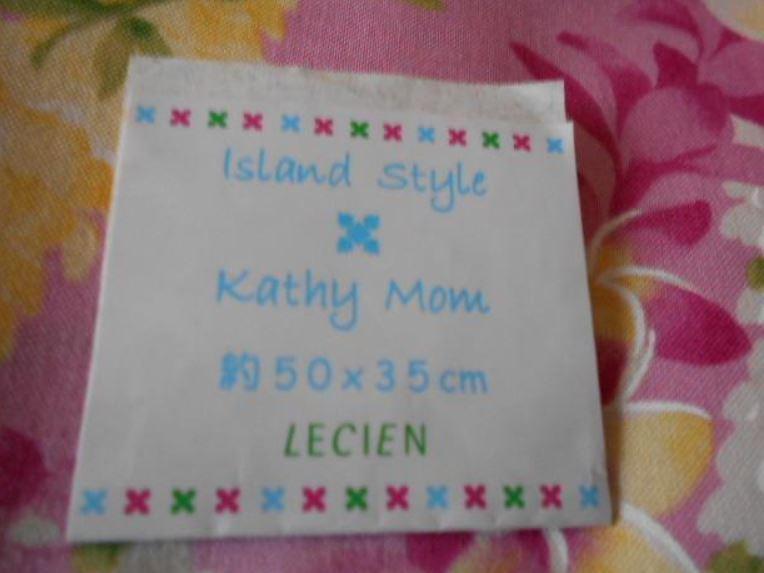 Island Style
Kathy Mom
約50x35cm
LECIEN